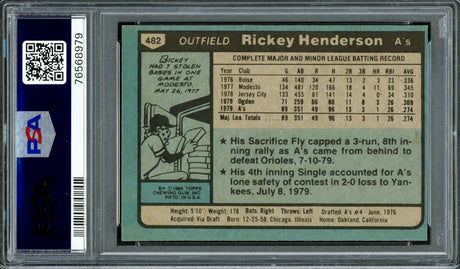 76568979
PSA
482 OUTFIELD Rickey Henderson A's
COMPLETE MAJOR AND MINOR LEAGUE BATTING RECORD
Year Club G AB R H 2B 3B HR RBI AVG.
1976 Boise 46 140 34 47 13 2 3 23 .336
1977 Modesto 134 481 120 166 18 4 11 69 .345
1978 Jersey City 133 455 81 141 14 4 0 34 .310
1979 Ogden 71 259 66 80 11 8 3 26 .309
1979 A's 89 351 49 96 13 3 1 26 .274
Maj. Lea. Totals 89 351 49 96 13 3 1 26 .274
RICKEY
HAD 7 STOLEN
BASES IN ONE
GAME AT
MODESTO,
MAY 26, 1977
★ His Sacrifice Fly capped a 3-run, 8th
inning rally as A's came from behind to
defeat Orioles, 7-10-79.
★ His 4th inning Single accounted for A's
lone safety of contest in 2-0 loss to Yan-
kees, July 8, 1979.
© 1980 TOPPS
CHEWING GUM, INC.
PRTD. IN U.S.A.
Height: 5'10 Weight: 178 Bats: Right Throws: Left Drafted: A's #4 - June, 1976
Acquired: Via Draft Born: 12-25-58, Chicago, Illinois Home: Oakland, California